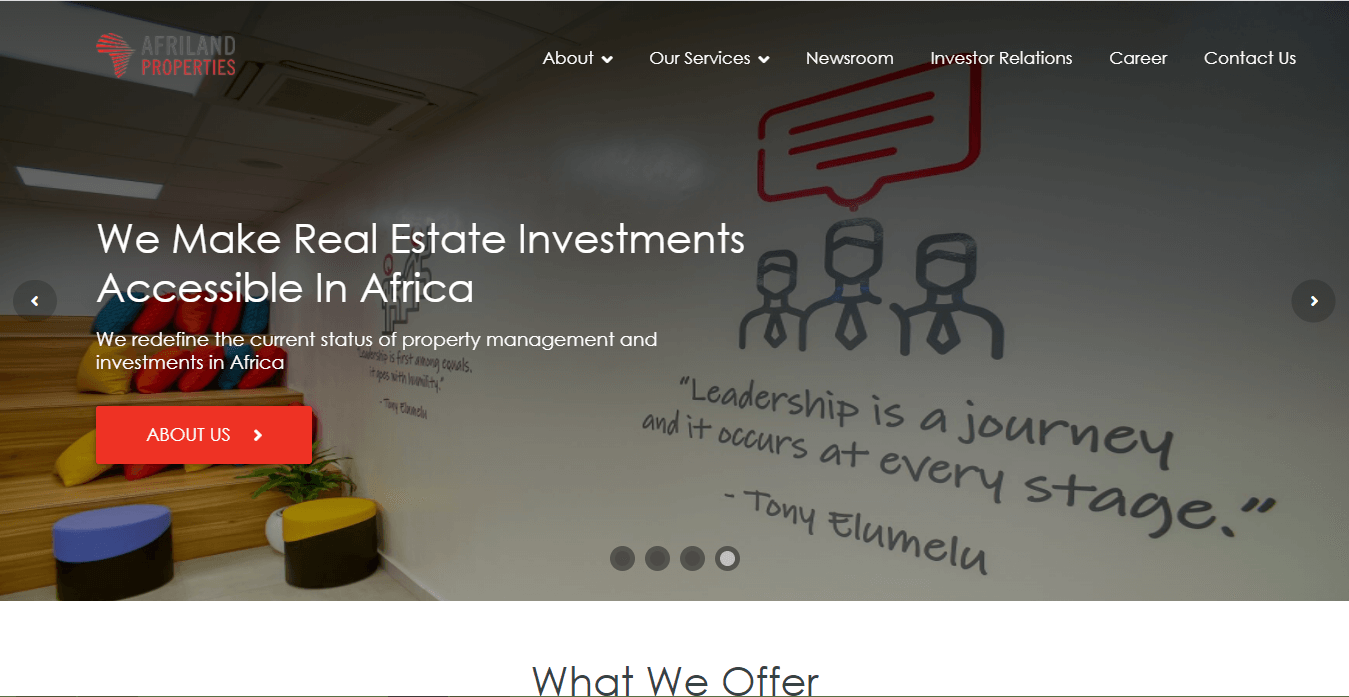 AFRILAND
PROPERTIES
About
Our Services
Newsroom
Investor Relations
Career
Contact Us
We Make Real Estate Investments
Accessible In Africa
We redefine the current status of property management and
investments in Africa
"Leadership is first among equals,
it goes with humility."
- Tony Elumelu
ABOUT US
"Leadership is a journey
and it occurs at every stage."
- Tony Elumelu
What We Offer